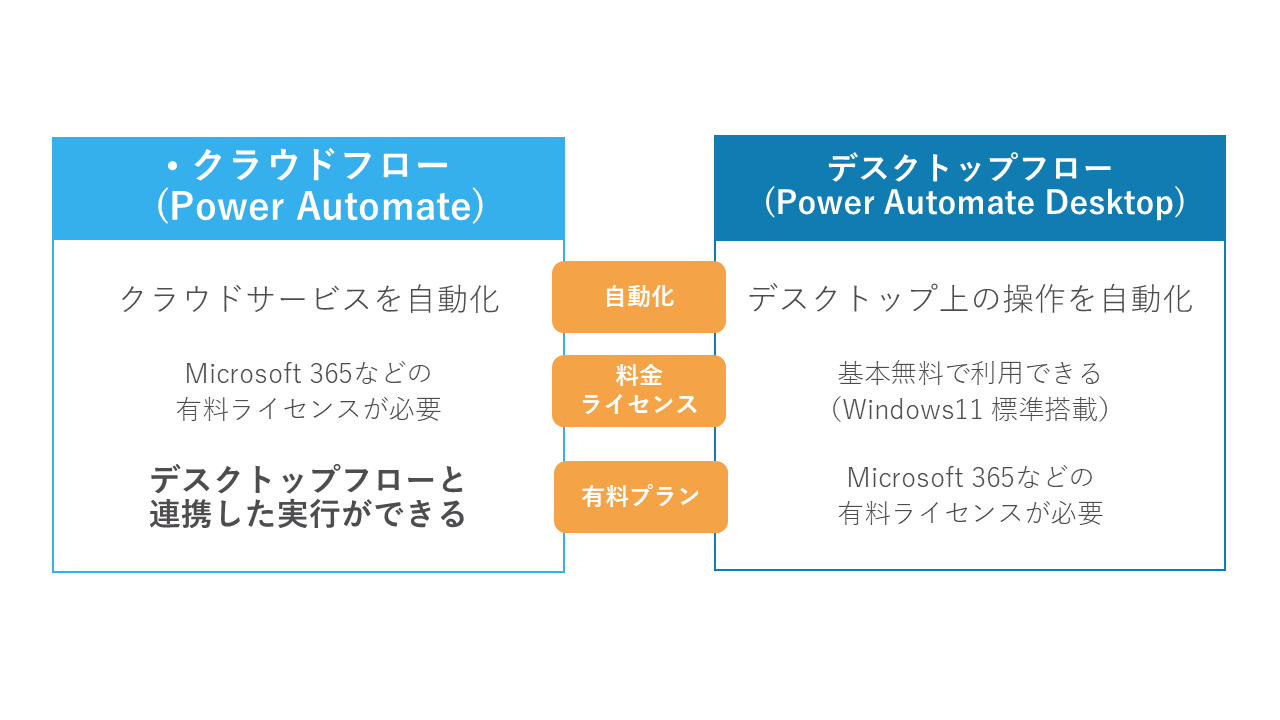 ・クラウドフロー
(Power Automate)
クラウドサービスを自動化
Microsoft 365などの
有料ライセンスが必要
デスクトップフローと
連携した実行ができる
自動化
料金
ライセンス
有料プラン
デスクトップフロー
(Power Automate Desktop)
デスクトップ上の操作を自動化
基本無料で利用できる
(Windows11 標準搭載)
Microsoft 365などの
有料ライセンスが必要